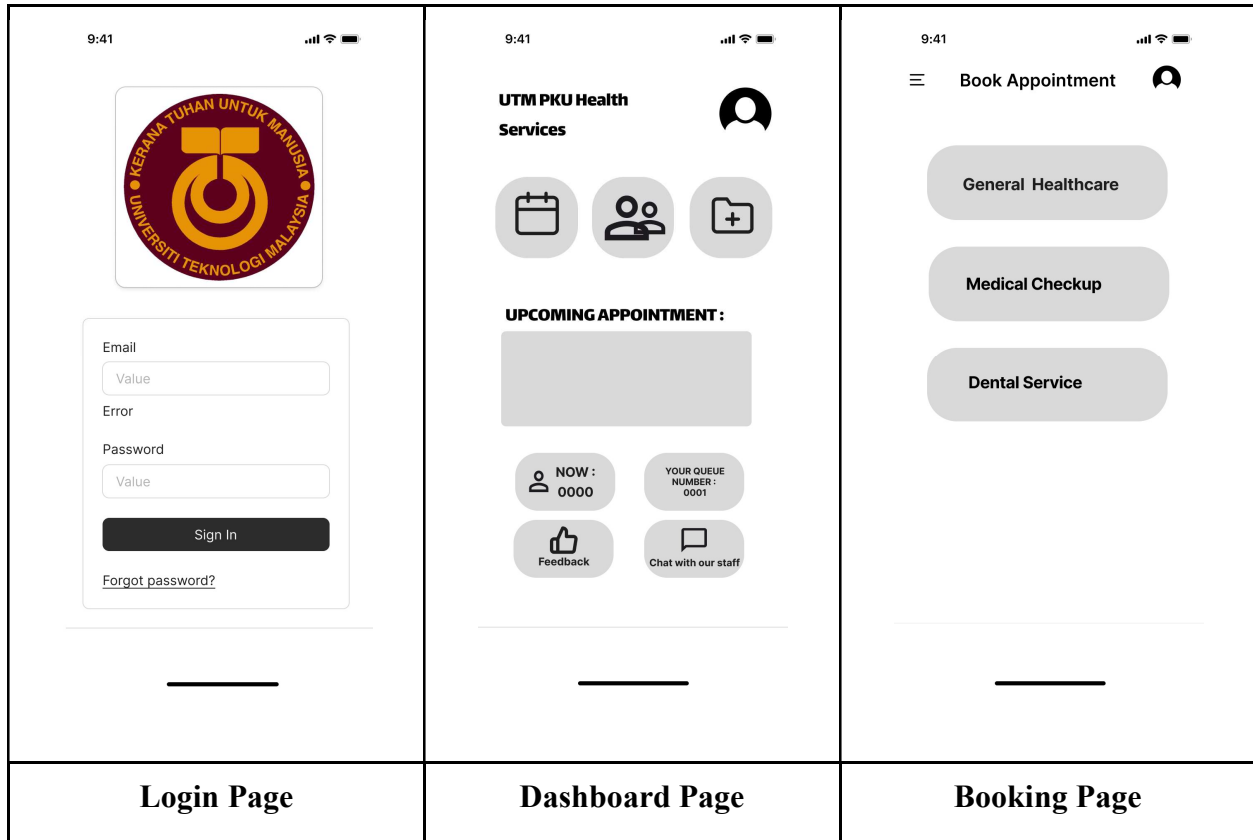 9:41
KERANA TUHAN UNTUK MANUSIA
UNIVERSITI TEKNOLOGI MALAYSIA
Email
Value
Error
Password
Value
Sign In
Forgot password?
Login Page
9:41
UTM PKU Health
Services
UPCOMING APPOINTMENT :
NOW :
0000
YOUR QUEUE
NUMBER :
0001
Feedback
Chat with our staff
Dashboard Page
9:41
Book Appointment
General Healthcare
Medical Checkup
Dental Service
Booking Page